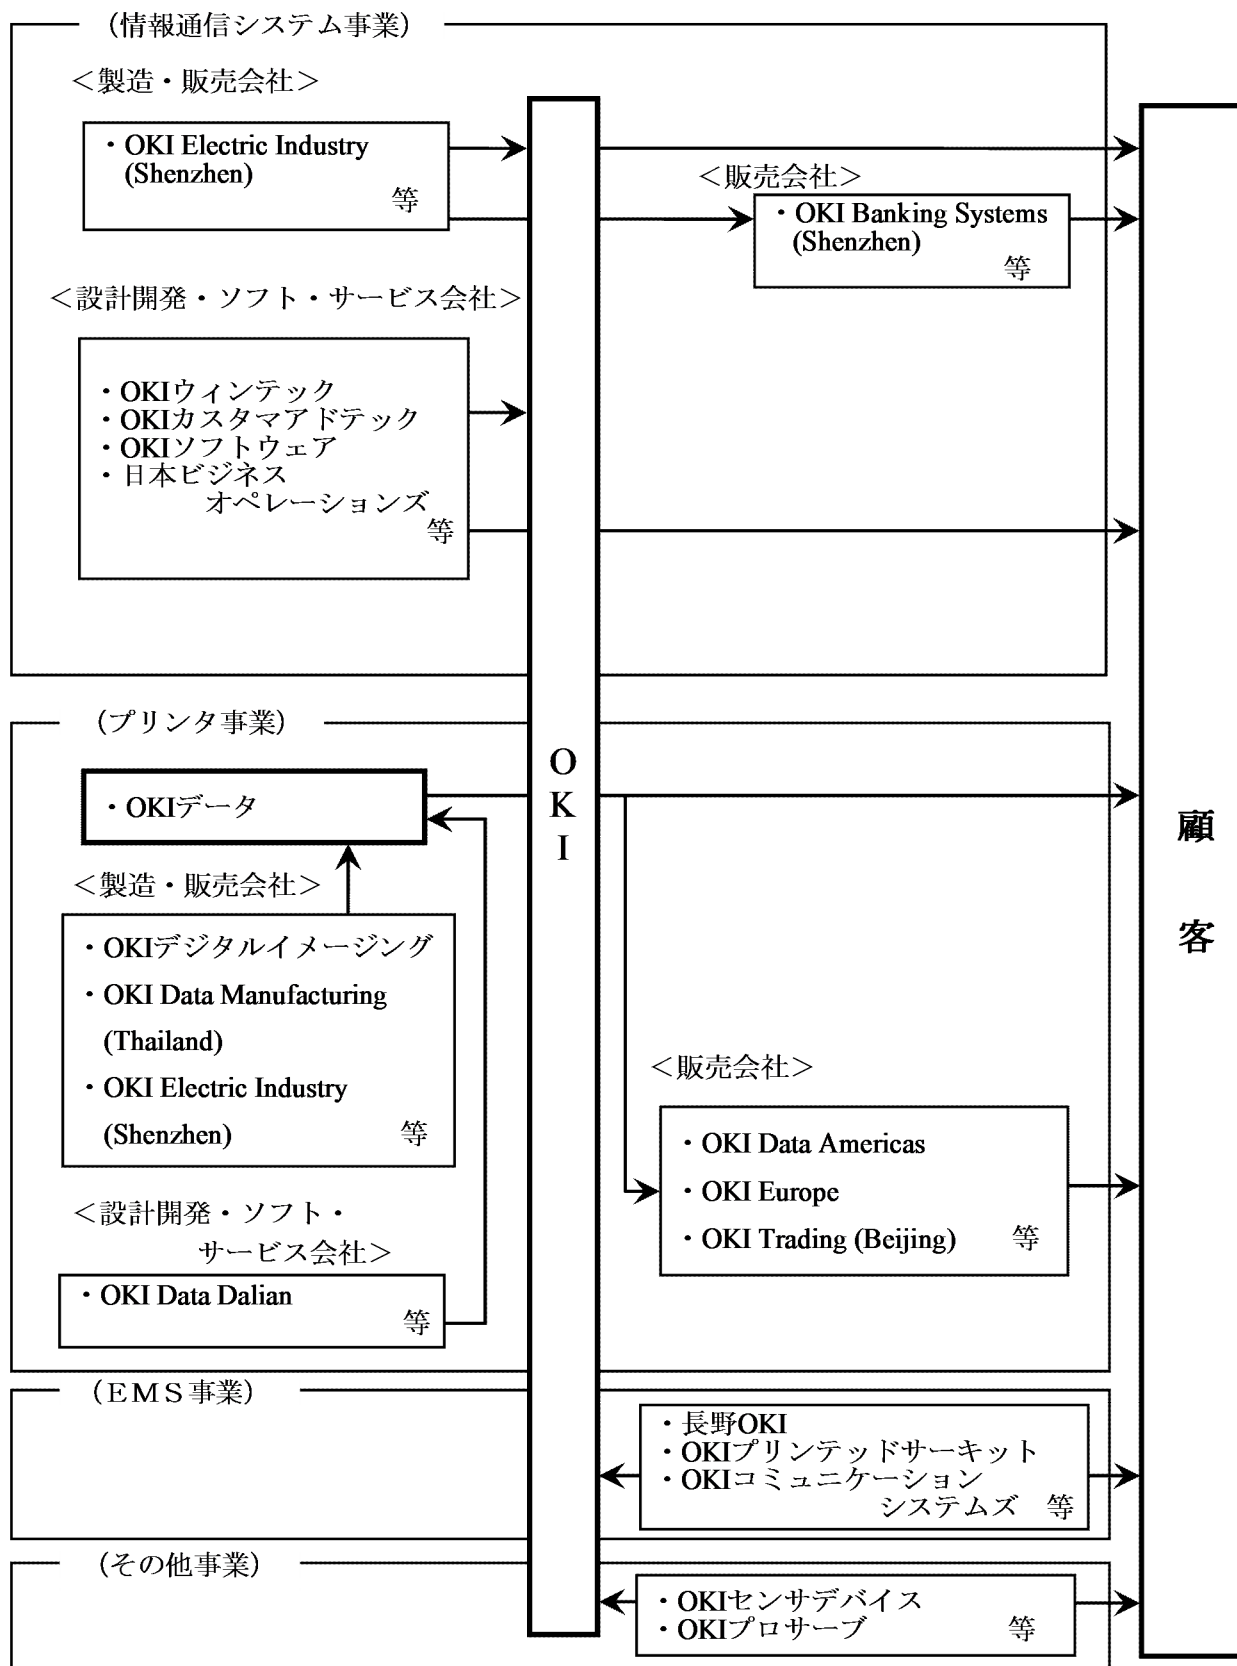 （情報通信システム事業）
＜製造・販売会社＞
・OKI Electric Industry
(Shenzhen)
等
＜販売会社＞
・OKI Banking Systems
(Shenzhen)
等
＜設計開発・ソフト・サービス会社＞
・OKIウィンテック
・OKIカスタマアドテック
・OKIソフトウェア
・日本ビジネス
オペレーションズ
等
（プリンタ事業）
・OKIデータ
＜製造・販売会社＞
・OKIデジタルイメージング
・OKI Data Manufacturing
(Thailand)
・OKI Electric Industry
(Shenzhen) 等
＜設計開発・ソフト・
サービス会社＞
・OKI Data Dalian
等
＜販売会社＞
・OKI Data Americas
・OKI Europe
・OKI Trading (Beijing) 等
（ＥＭＳ事業）
・長野OKI
・OKIプリンテッドサーキット
・OKIコミュニケーション
システムズ 等
（その他事業）
・OKIセンサデバイス
・OKIプロサーブ 等
O
K
I
顧
客